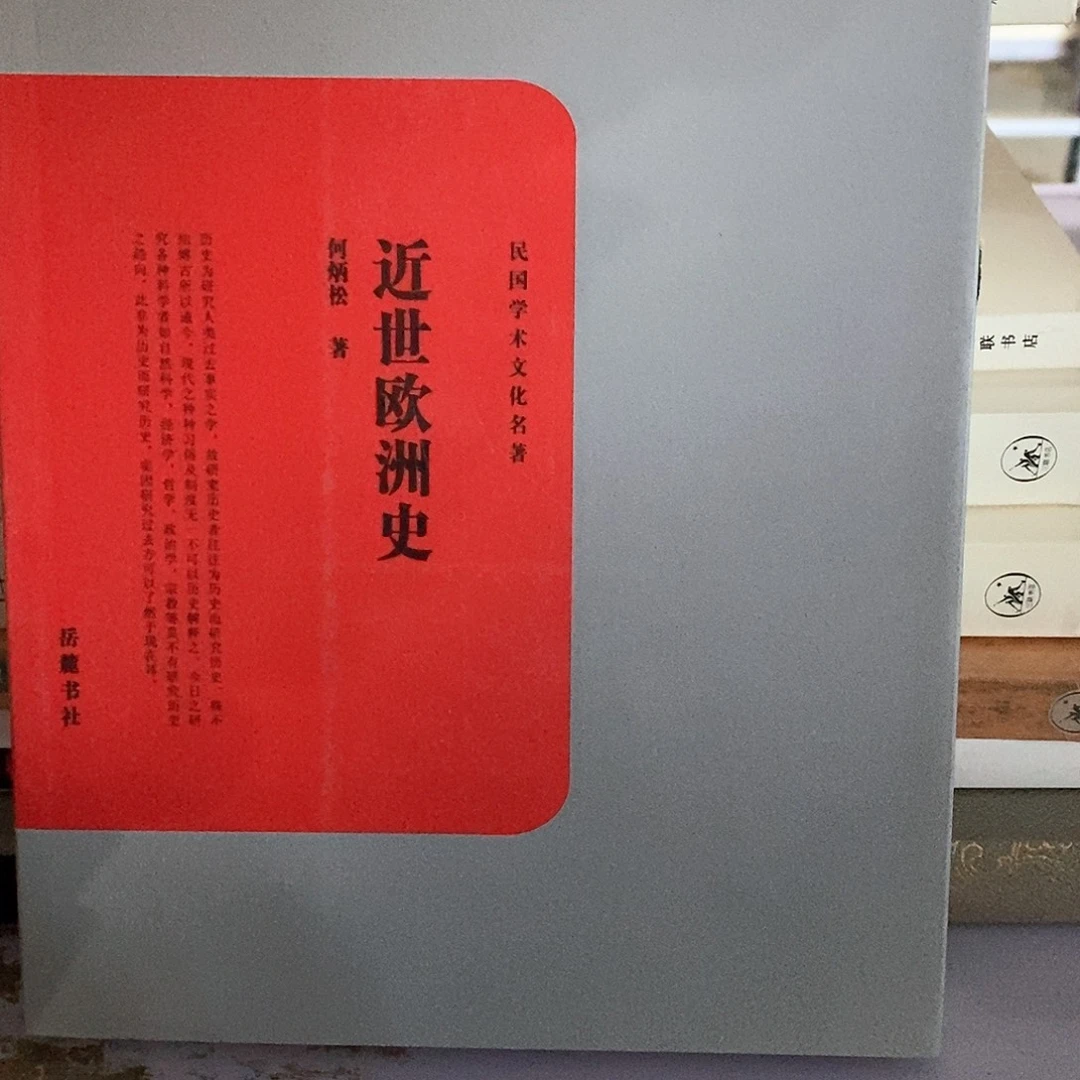 民国学术文化名著
近世欧洲史
何炳松 著
历史为研究人类过去事实之学，故研究历史者往往为历史而研究历史，殊不
知博古所以通今，现代之种种习俗及制度无一不可以历史解释之。今日之研
究各种科学者如自然科学，经济学，哲学，政治学，宗教等莫不有研究历史
之趋向，此非为历史而研究历史，实因研究过去方可以了然于现在耳。
岳麓书社
联书店